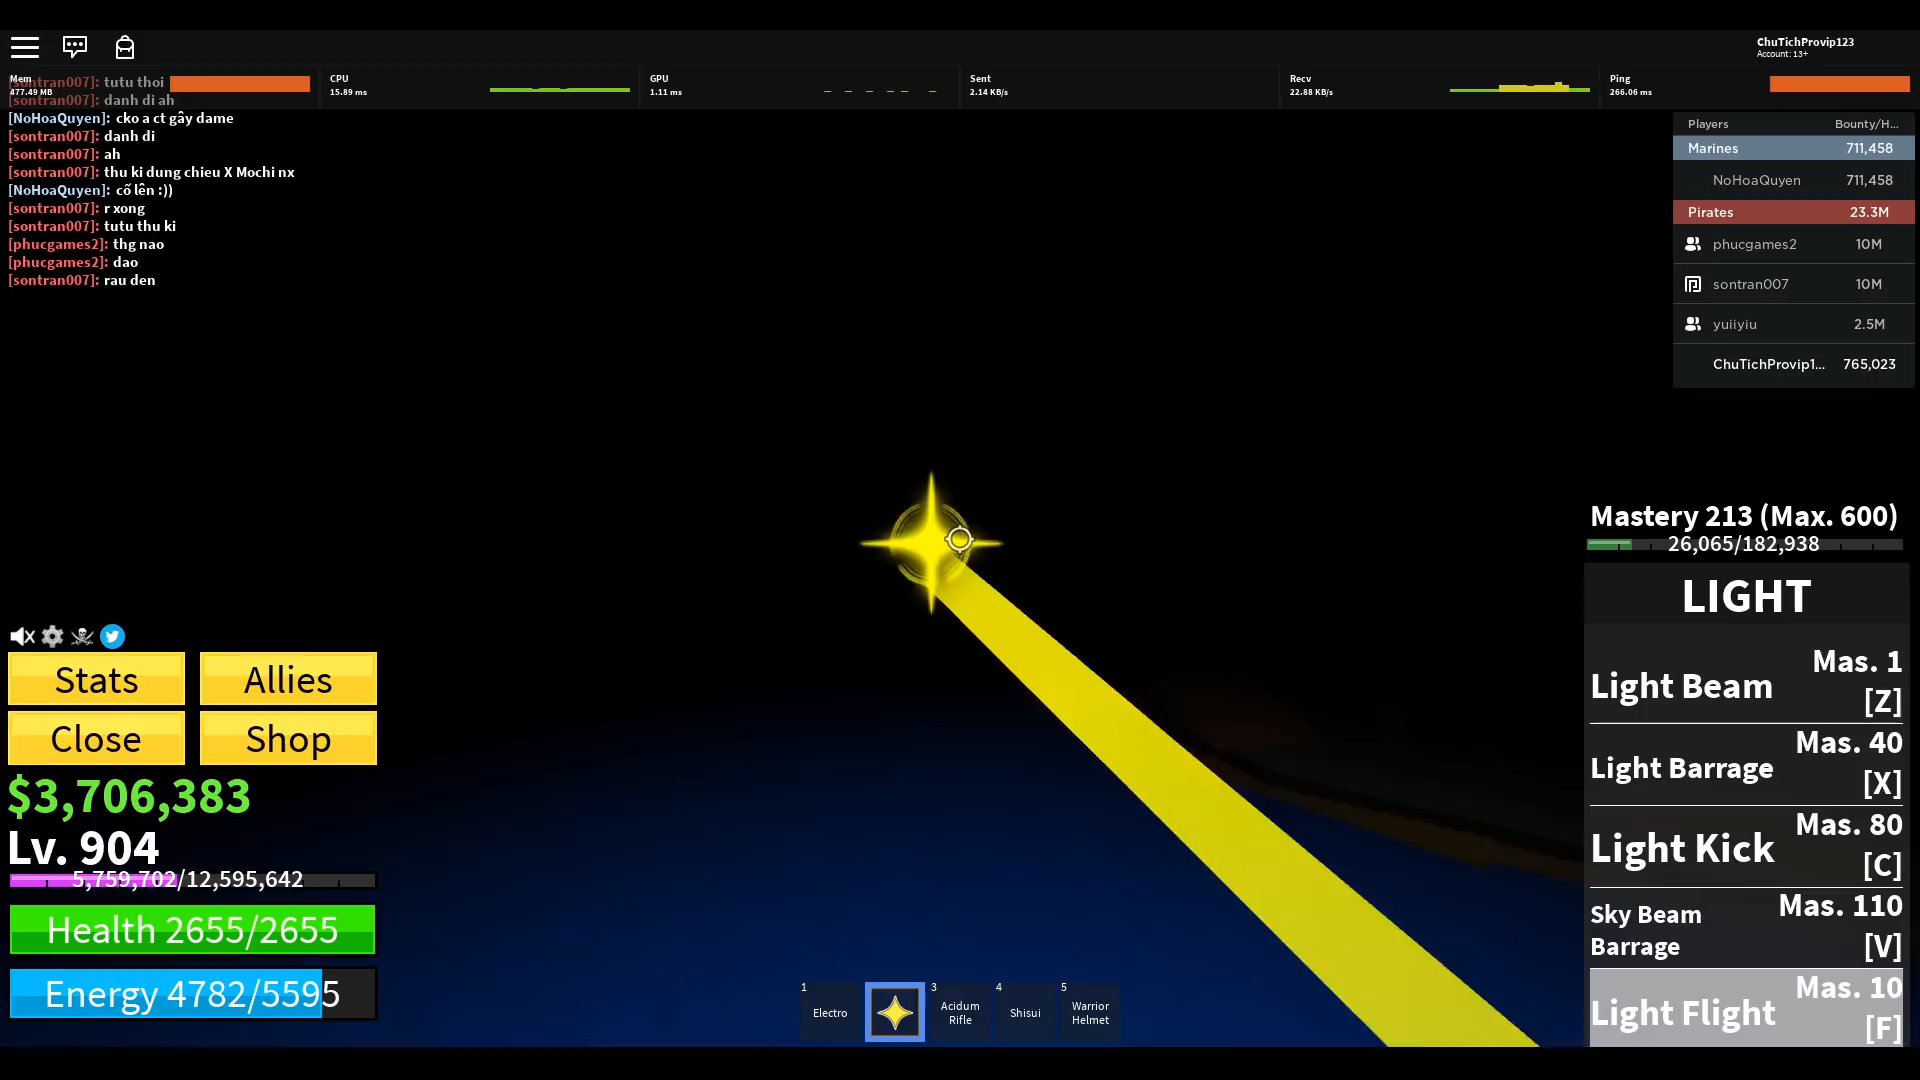 ChuTichProvip123
Account: 13+
Mem
477.49 MB
CPU
15.89 ms
GPU
1.11 ms
Sent
2.14 KB/s
Recv
22.88 KB/s
Ping
266.06 ms
[sontran007]: tutu thoi
[sontran007]: danh di ah
[NoHoaQuyen]: cko a ct gây dame
[sontran007]: danh di
[sontran007]: ah
[sontran007]: thu ki dung chieu X Mochi nx
[NoHoaQuyen]: cố lên :))
[sontran007]: r xong
[sontran007]: tutu thu ki
[phucgames2]: thg nao
[phucgames2]: dao
[sontran007]: rau den
Players Bounty/H...
Marines 711,458
NoHoaQuyen 711,458
Pirates 23.3M
phucgames2 10M
sontran007 10M
yuiiyiu 2.5M
ChuTichProvip1... 765,023
Mastery 213 (Max. 600)
26,065/182,938
LIGHT
Light Beam Mas. 1 [Z]
Light Barrage Mas. 40 [X]
Light Kick Mas. 80 [C]
Sky Beam Barrage Mas. 110 [V]
Light Flight Mas. 10 [F]
Stats
Allies
Close
Shop
$3,706,383
Lv. 904
5,759,702/12,595,642
Health 2655/2655
Energy 4782/5595
1
Electro
3
Acidum
Rifle
4
Shisui
5
Warrior
Helmet